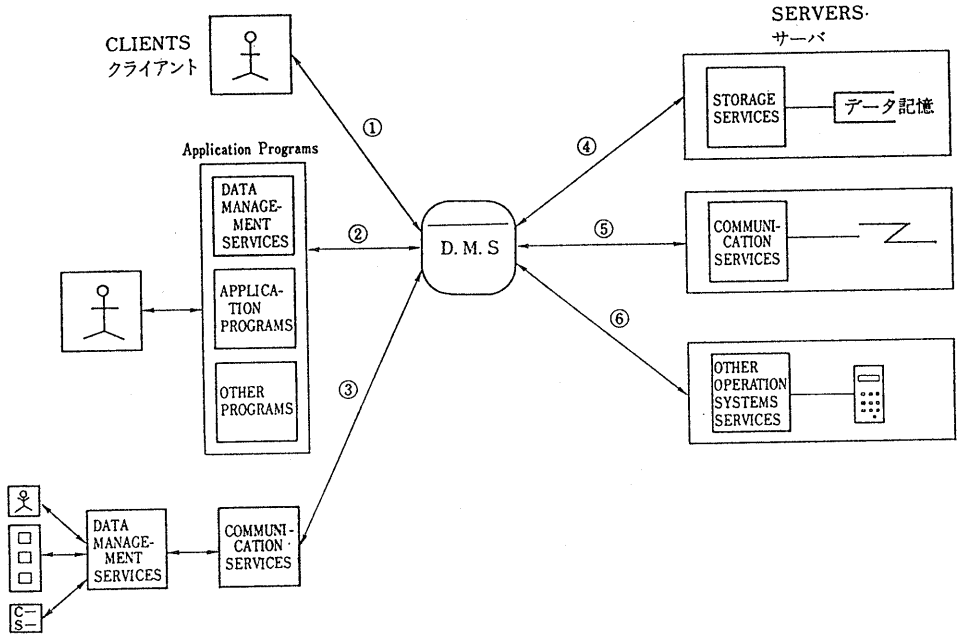 CLIENTS
クライアント
①
Application Programs
DATA
MANAGE-
MENT
SERVICES
②
APPLICA-
TION
PROGRAMS
OTHER
PROGRAMS
③
DATA
MANAGE-
MENT
SERVICES
COMMUNI-
CATION
SERVICES
C—
S—
D. M. S
SERVERS
サーバ
④
STORAGE
SERVICES
データ記憶
⑤
COMMUNI-
CATION
SERVICES
⑥
OTHER
OPERATION
SYSTEMS
SERVICES